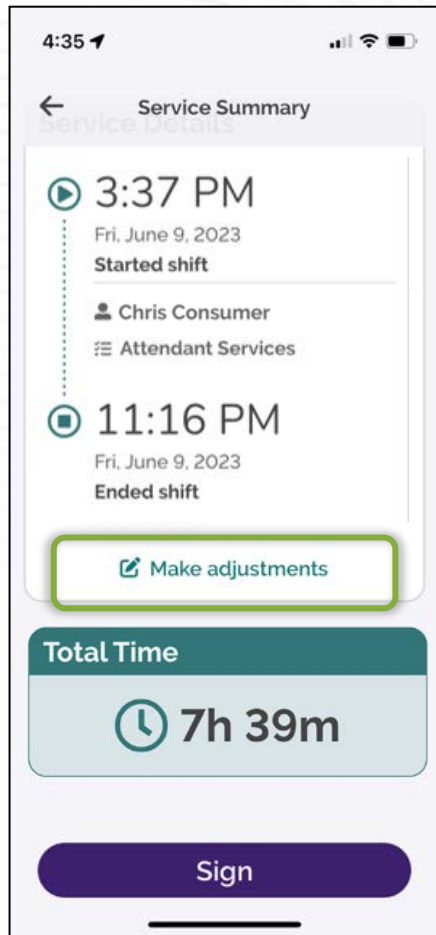 4:35
Service Summary
Service Details
3:37 PM
Fri, June 9, 2023
Started shift
Chris Consumer
Attendant Services
11:16 PM
Fri, June 9, 2023
Ended shift
Make adjustments
Total Time
7h 39m
Sign